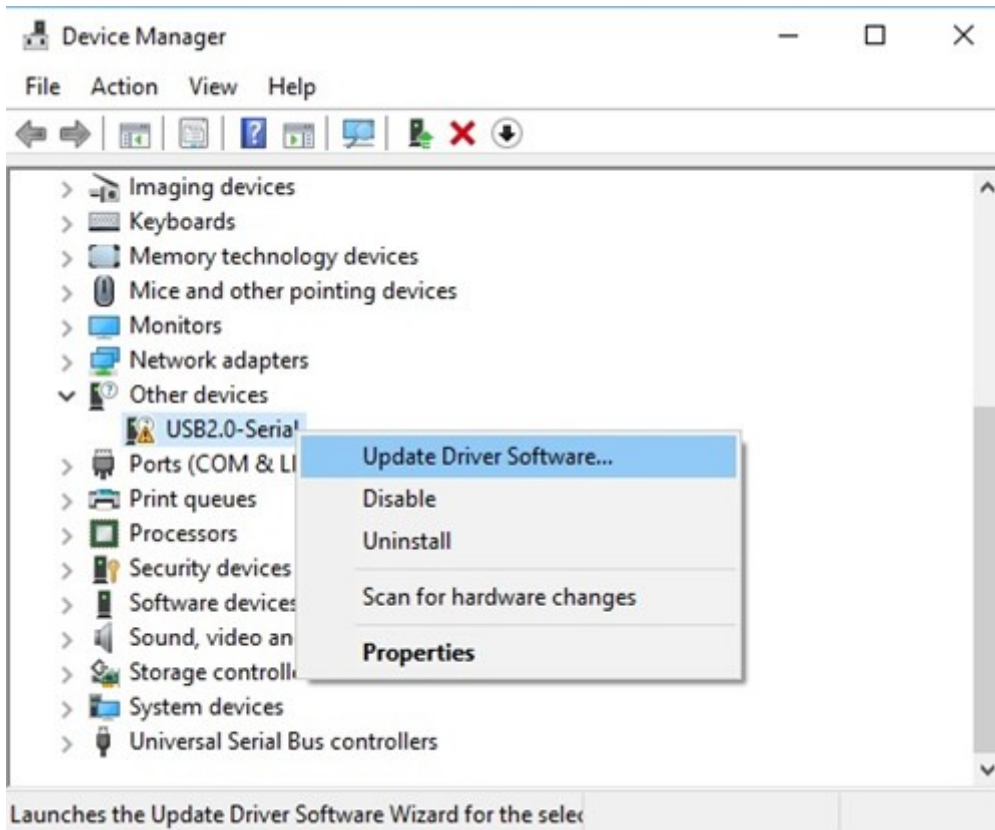 Device Manager
File Action View Help
Imaging devices
Keyboards
Memory technology devices
Mice and other pointing devices
Monitors
Network adapters
Other devices
USB2.0-Serial
Update Driver Software...
Ports (COM & L
Disable
Print queues
Processors
Uninstall
Security devices
Software devices
Scan for hardware changes
Sound, video an
Properties
Storage controlle
System devices
Universal Serial Bus controllers
Launches the Update Driver Software Wizard for the selec